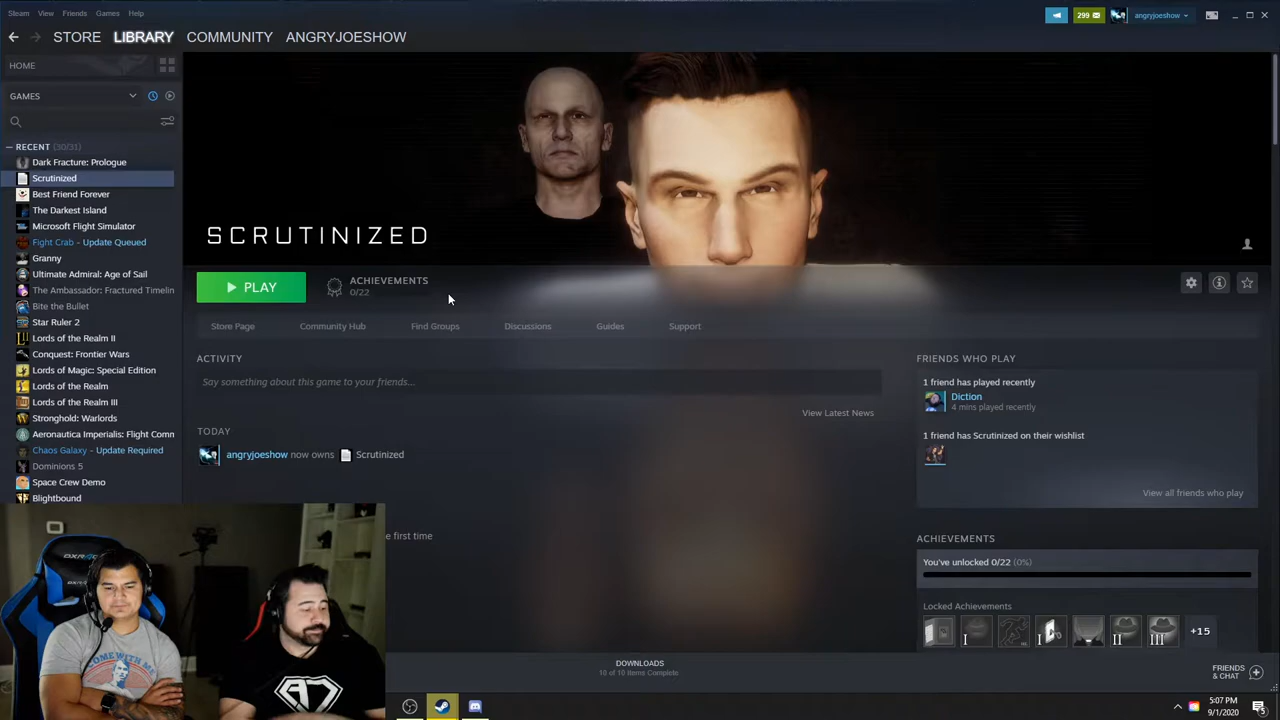 Steam View Friends Games Help
299
angryjoeshow
STORE LIBRARY COMMUNITY ANGRYJOESHOW
HOME
GAMES
RECENT (30/31)
Dark Fracture: Prologue
Scrutinized
Best Friend Forever
The Darkest Island
Microsoft Flight Simulator
Fight Crab - Update Queued
Granny
Ultimate Admiral: Age of Sail
The Ambassador: Fractured Timelin
Bite the Bullet
Star Ruler 2
Lords of the Realm II
Conquest: Frontier Wars
Lords of Magic: Special Edition
Lords of the Realm
Lords of the Realm III
Stronghold: Warlords
Aeronautica Imperialis: Flight Comm
Chaos Galaxy - Update Required
Dominions 5
Space Crew Demo
Blightbound
SCRUTINIZED
PLAY
ACHIEVEMENTS
0/22
Store Page Community Hub Find Groups Discussions Guides Support
ACTIVITY
Say something about this game to your friends...
View Latest News
TODAY
angryjoeshow now owns Scrutinized
e first time
FRIENDS WHO PLAY
1 friend has played recently
Diction
4 mins played recently
1 friend has Scrutinized on their wishlist
View all friends who play
ACHIEVEMENTS
You've unlocked 0/22 (0%)
Locked Achievements
I I II III +15
DOWNLOADS
10 of 10 Items Complete
FRIENDS
& CHAT
5:07 PM
9/1/2020
5